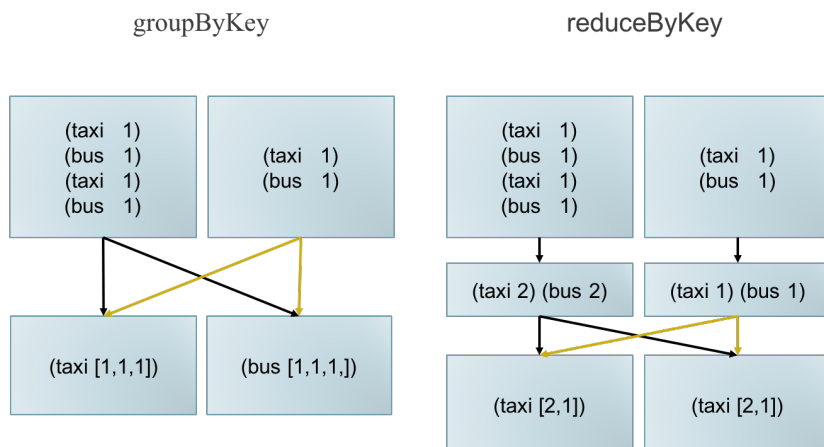 groupByKey
reduceByKey
(taxi 1)
(bus 1)
(taxi 1)
(bus 1)
(taxi 1)
(bus 1)
(taxi [1,1,1])
(bus [1,1,1,])
(taxi 1)
(bus 1)
(taxi 1)
(bus 1)
(taxi 1)
(bus 1)
(taxi 2) (bus 2)
(taxi 1) (bus 1)
(taxi [2,1])
(taxi [2,1])